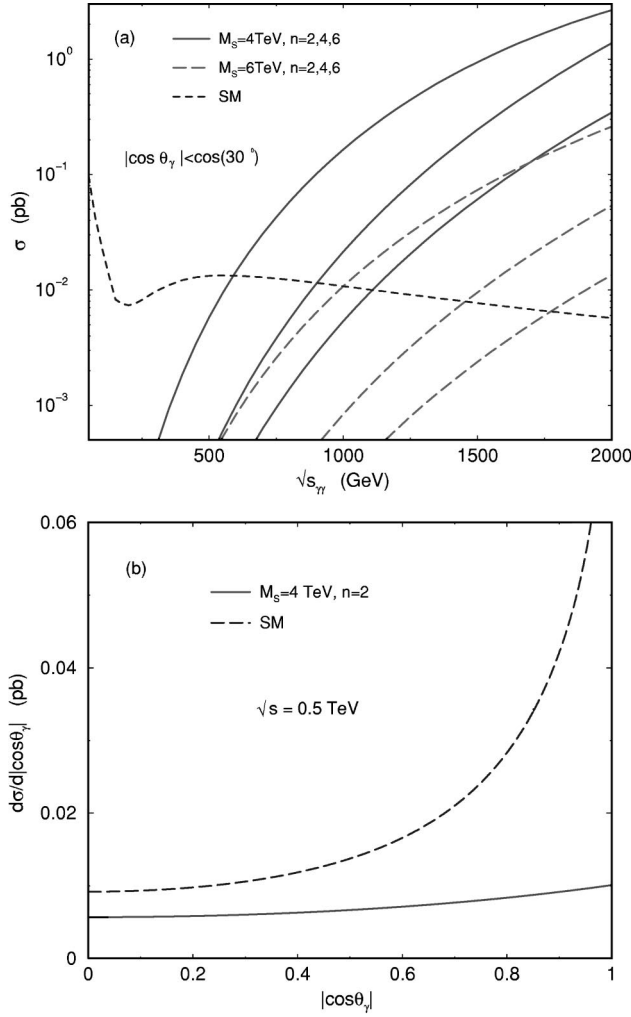 (a)
M_S=4TeV, n=2,4,6
M_S=6TeV, n=2,4,6
SM
|cos θ_γ|<cos(30°)
σ (pb)
10^0
10^-1
10^-2
10^-3
500 1000 1500 2000
√s_γγ (GeV)
(b)
M_S=4 TeV, n=2
SM
√s = 0.5 TeV
dσ/d|cosθ_γ| (pb)
0.06
0.04
0.02
0
0 0.2 0.4 0.6 0.8 1
|cosθ_γ|